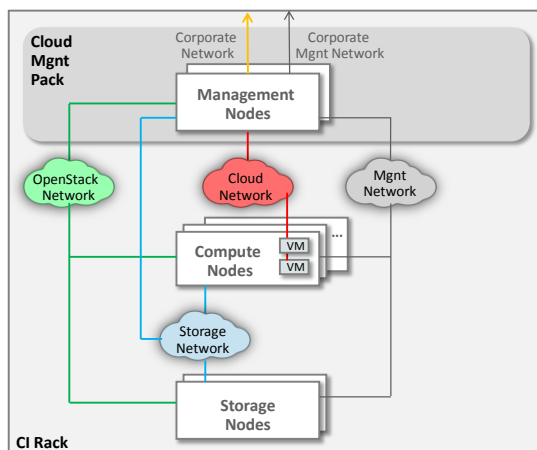 Cloud
Mgnt
Pack
Corporate
Network
Corporate
Mgnt Network
Management
Nodes
OpenStack
Network
Cloud
Network
Mgnt
Network
Compute
Nodes
...
VM
VM
Storage
Network
Storage
Nodes
CI Rack